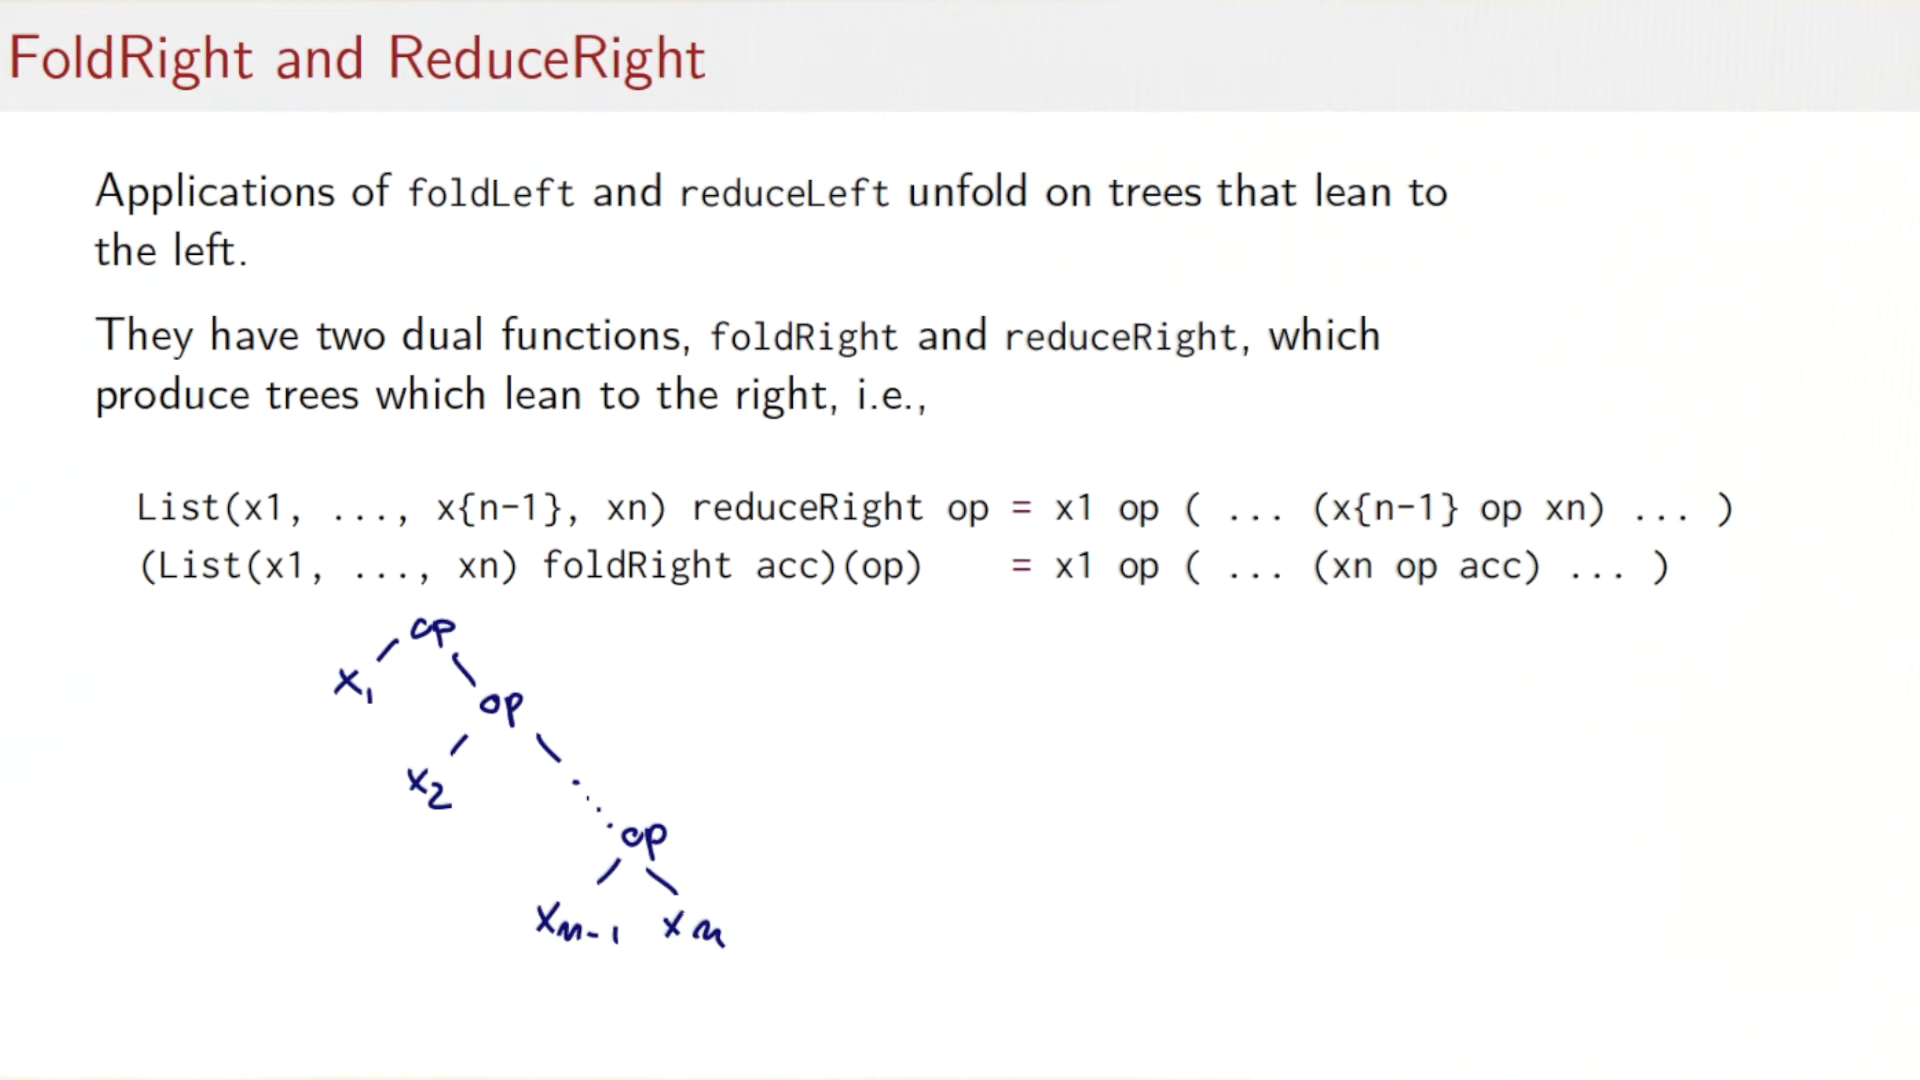 FoldRight and ReduceRight
Applications of foldLeft and reduceLeft unfold on trees that lean to
the left.
They have two dual functions, foldRight and reduceRight, which
produce trees which lean to the right, i.e.,
List(x1, ..., x{n-1}, xn) reduceRight op = x1 op ( ... (x{n-1} op xn) ... )
(List(x1, ..., xn) foldRight acc)(op) = x1 op ( ... (xn op acc) ... )
op
x1
op
x2
op
xn-1 xn